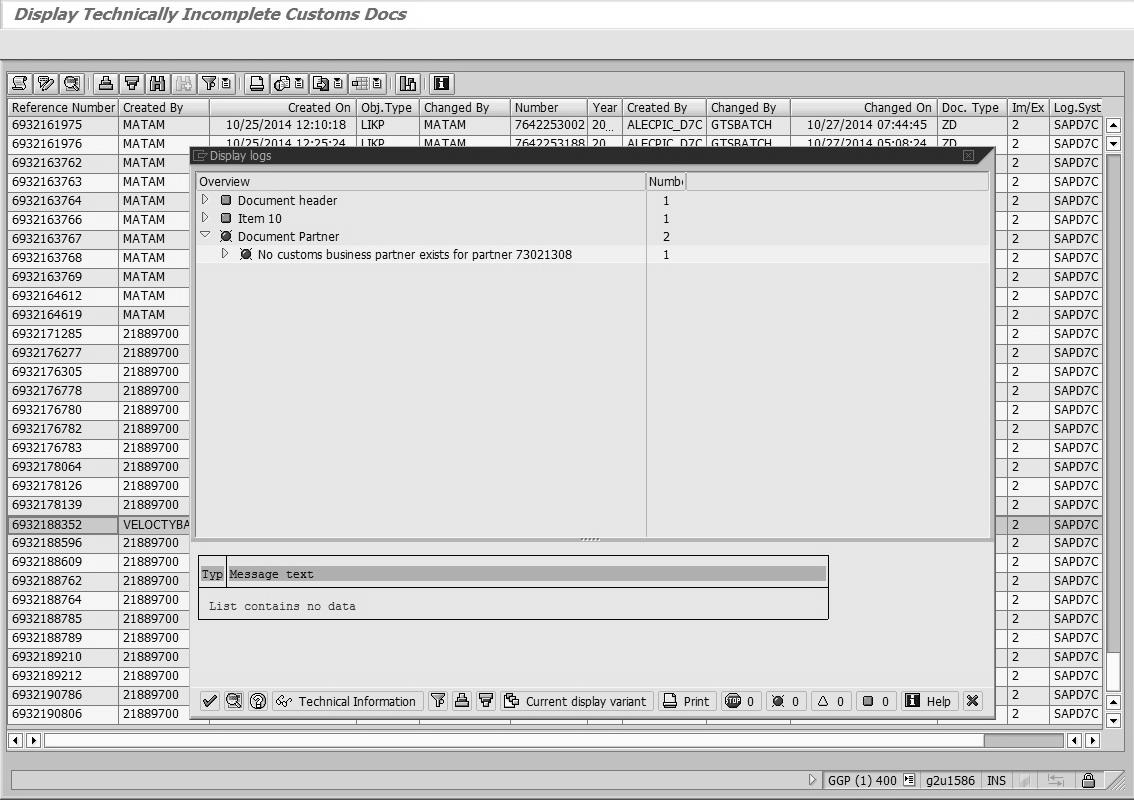 Display Technically Incomplete Customs Docs
Reference Number Created By Created On Obj.Type Changed By Number Year Created By Changed By Changed On Doc. Type Im/Ex Log.Syst
6932161975 MATAM 10/25/2014 12:10:18 LIKP MATAM 7642253002 20... ALECPIC_D7C GTSBATCH 10/27/2014 07:44:45 ZD 2 SAPD7C
6932161976 MATAM 10/25/2014 12:25:24 LIKP MATAM 7642253188 20... ALECPIC_D7C GTSBATCH 10/27/2014 05:08:24 ZD 2 SAPD7C
6932163762 MATAM 2 SAPD7C
6932163763 MATAM 2 SAPD7C
6932163764 MATAM 2 SAPD7C
6932163766 MATAM 2 SAPD7C
6932163767 MATAM 2 SAPD7C
6932163768 MATAM 2 SAPD7C
6932163769 MATAM 2 SAPD7C
6932164612 MATAM 2 SAPD7C
6932164619 MATAM 2 SAPD7C
6932171285 21889700 2 SAPD7C
6932176277 21889700 2 SAPD7C
6932176305 21889700 2 SAPD7C
6932176778 21889700 2 SAPD7C
6932176780 21889700 2 SAPD7C
6932176782 21889700 2 SAPD7C
6932176783 21889700 2 SAPD7C
6932178064 21889700 2 SAPD7C
6932178126 21889700 2 SAPD7C
6932178139 21889700 2 SAPD7C
6932188352 VELOCTYBA 2 SAPD7C
6932188596 21889700 2 SAPD7C
6932188609 21889700 2 SAPD7C
6932188762 21889700 2 SAPD7C
6932188764 21889700 2 SAPD7C
6932188785 21889700 2 SAPD7C
6932188789 21889700 2 SAPD7C
6932189210 21889700 2 SAPD7C
6932189212 21889700 2 SAPD7C
6932190786 21889700 2 SAPD7C
6932190806 21889700 2 SAPD7C
Display logs
Overview Numb
Document header 1
Item 10 1
Document Partner 2
No customs business partner exists for partner 73021308 1
Typ Message text
List contains no data
Technical Information Current display variant Print STOP 0 0 0 0 Help
GGP (1) 400 g2u1586 INS